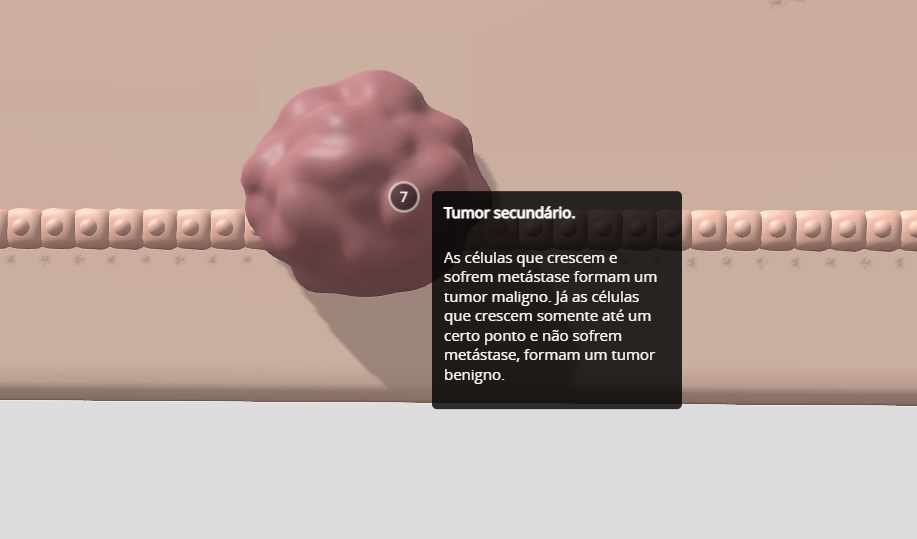 7
Tumor secundário.
As células que crescem e
sofrem metástase formam um
tumor maligno. Já as células
que crescem somente até um
certo ponto e não sofrem
metástase, formam um tumor
benigno.